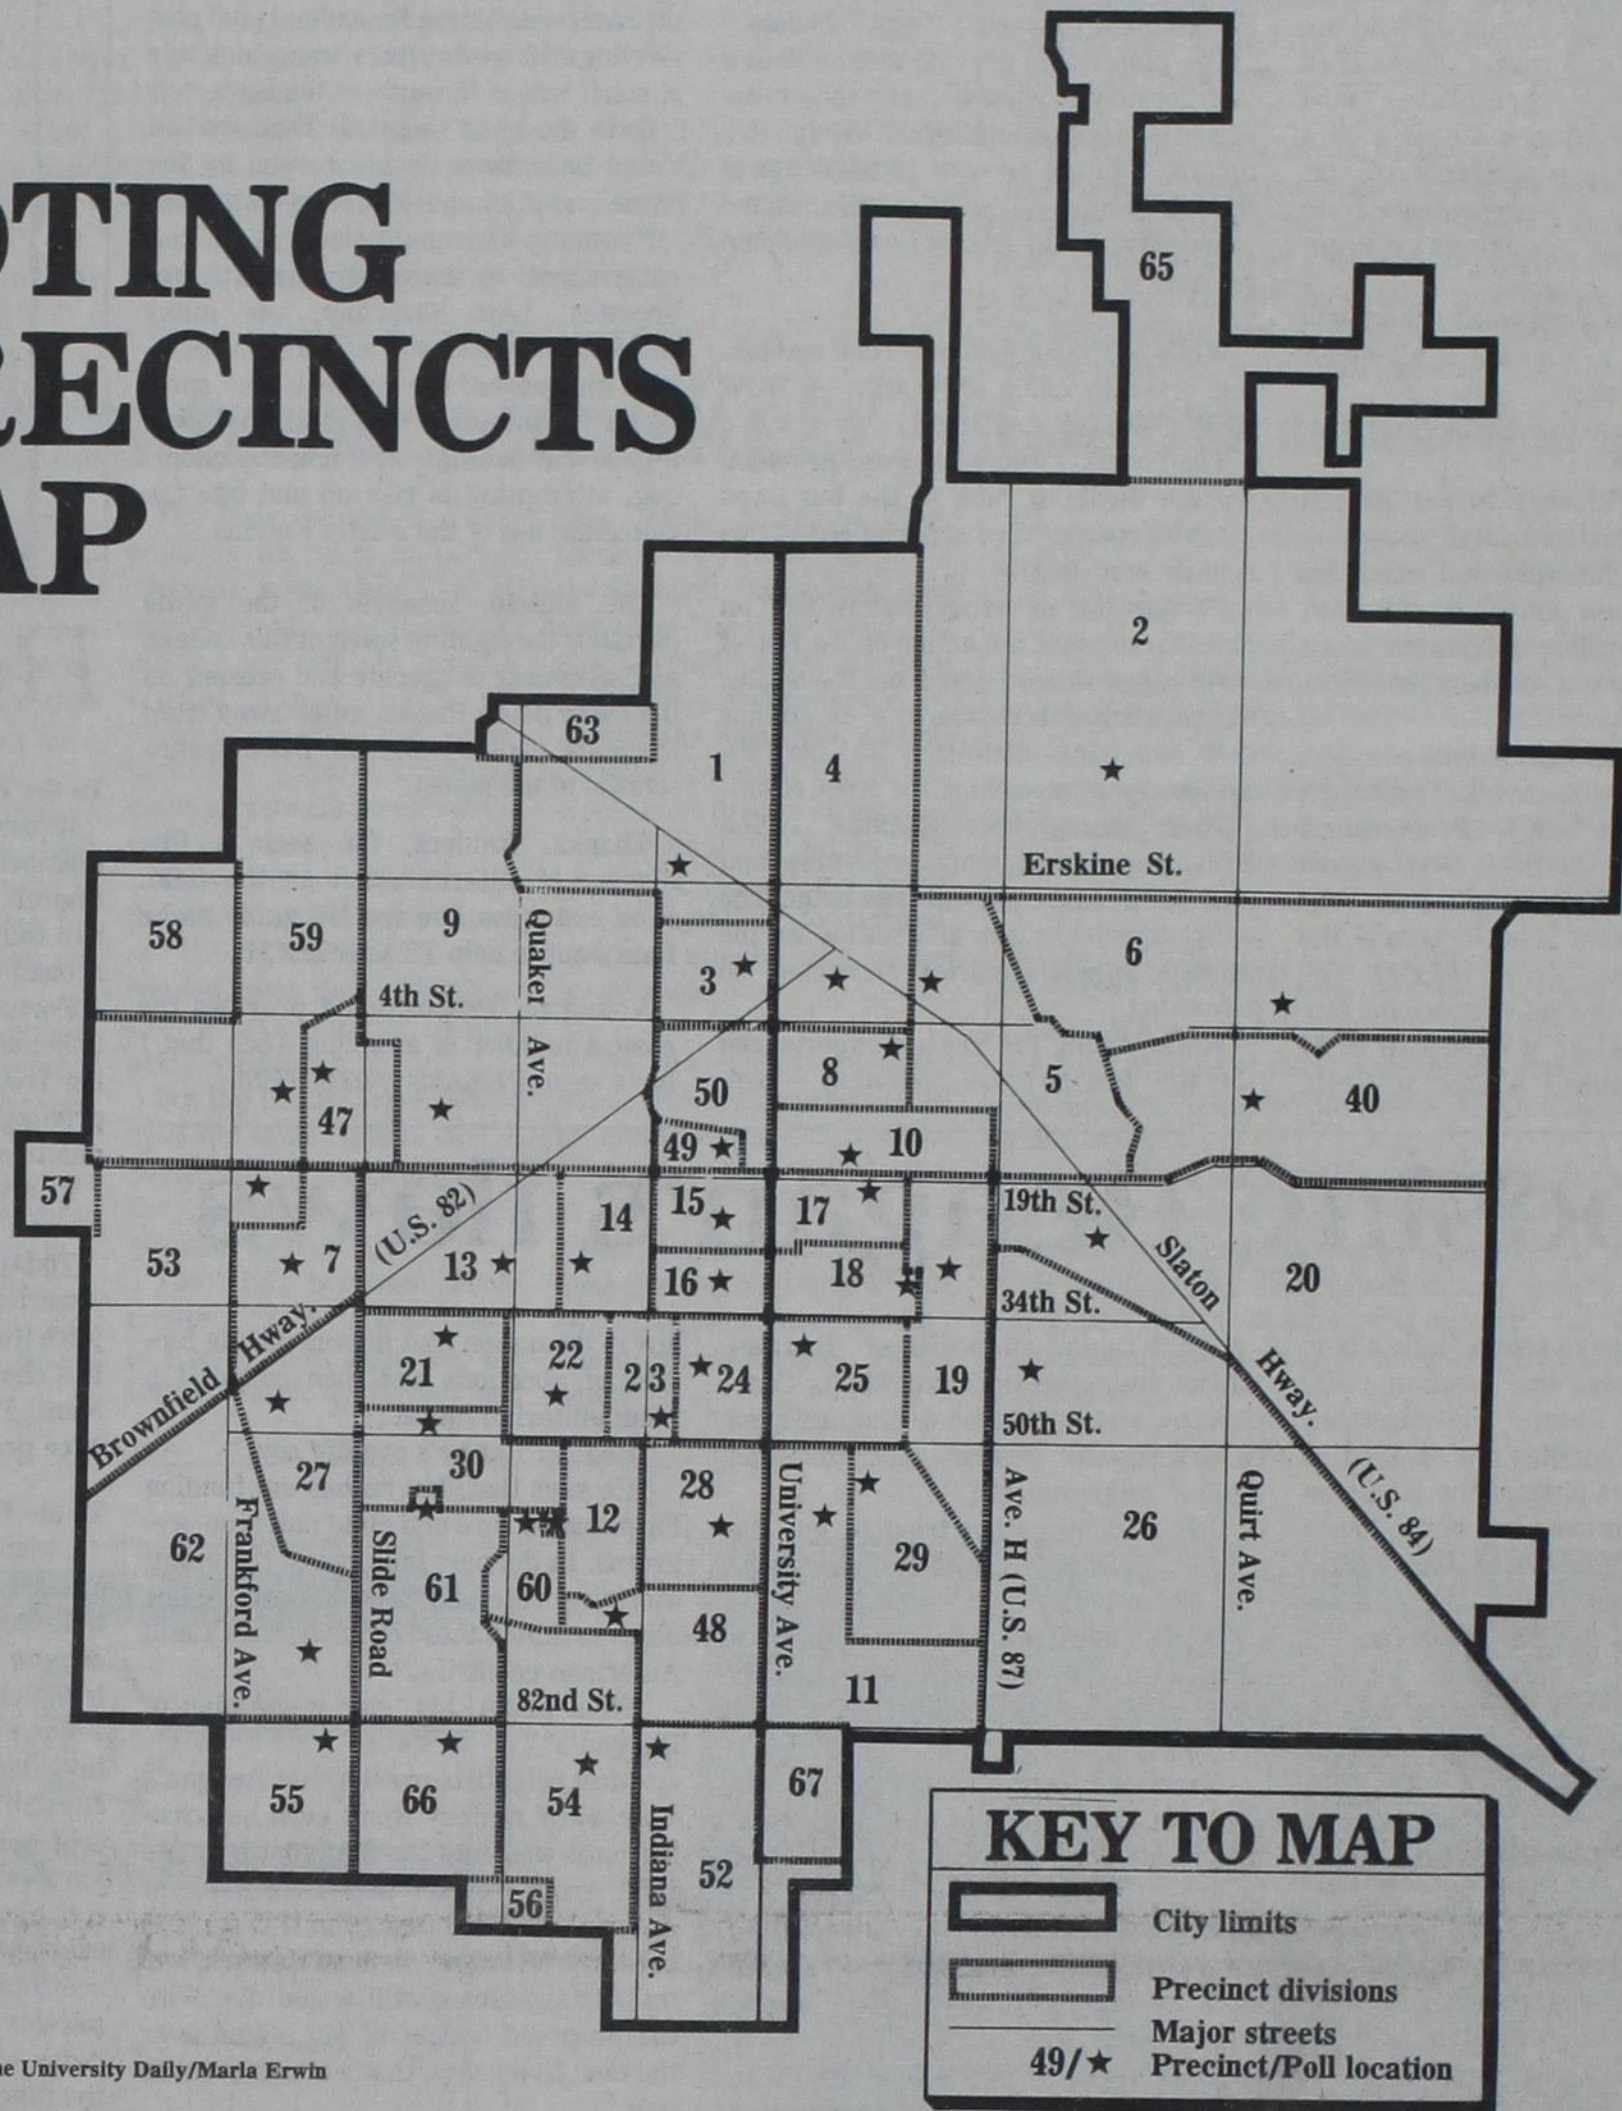 OTING
RECINCTS
AP
65
2
63
1
4
Erskine St.
58
59
9
Quaker Ave.
3
6
4th St.
47
50
8
5
40
49
10
57
15
17
19th St.
53
7
(U.S. 82)
13
14
16
18
34th St.
Slaton
20
Brownfield Hway.
21
22
23
24
25
19
50th St.
Hway.
(U.S. 84)
27
30
12
28
University Ave.
29
Ave. H (U.S. 87)
26
Quirt Ave.
62
Frankford Ave.
Slide Road
61
60
48
11
82nd St.
55
66
54
Indiana Ave.
52
67
56
KEY TO MAP
City limits
Precinct divisions
Major streets
49/★ Precinct/Poll location
he University Daily/Marla Erwin